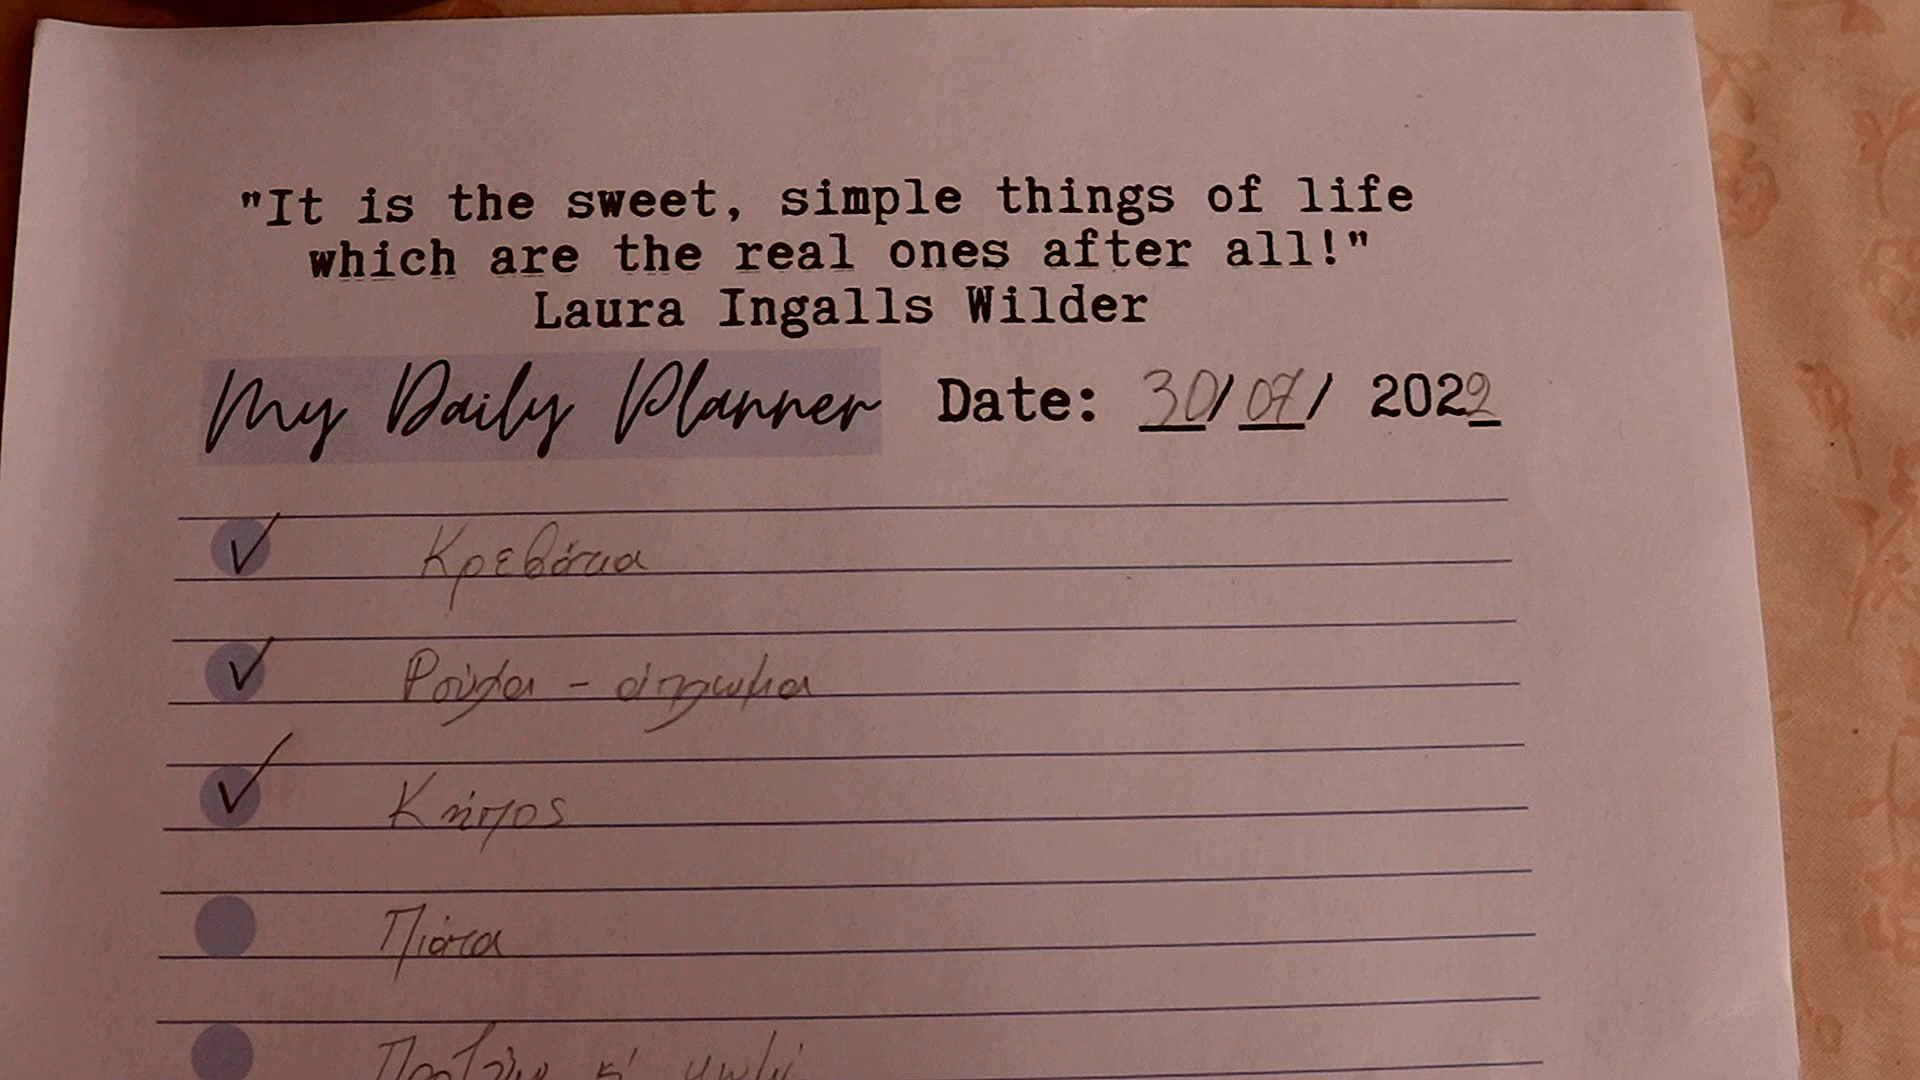 "It is the sweet, simple things of life
which are the real ones after all!"
Laura Ingalls Wilder
My Daily Planner Date: 30/07/ 2022
Κρεβάτια
Ρούχα - άπλωμα
Κήπος
Πιάτα